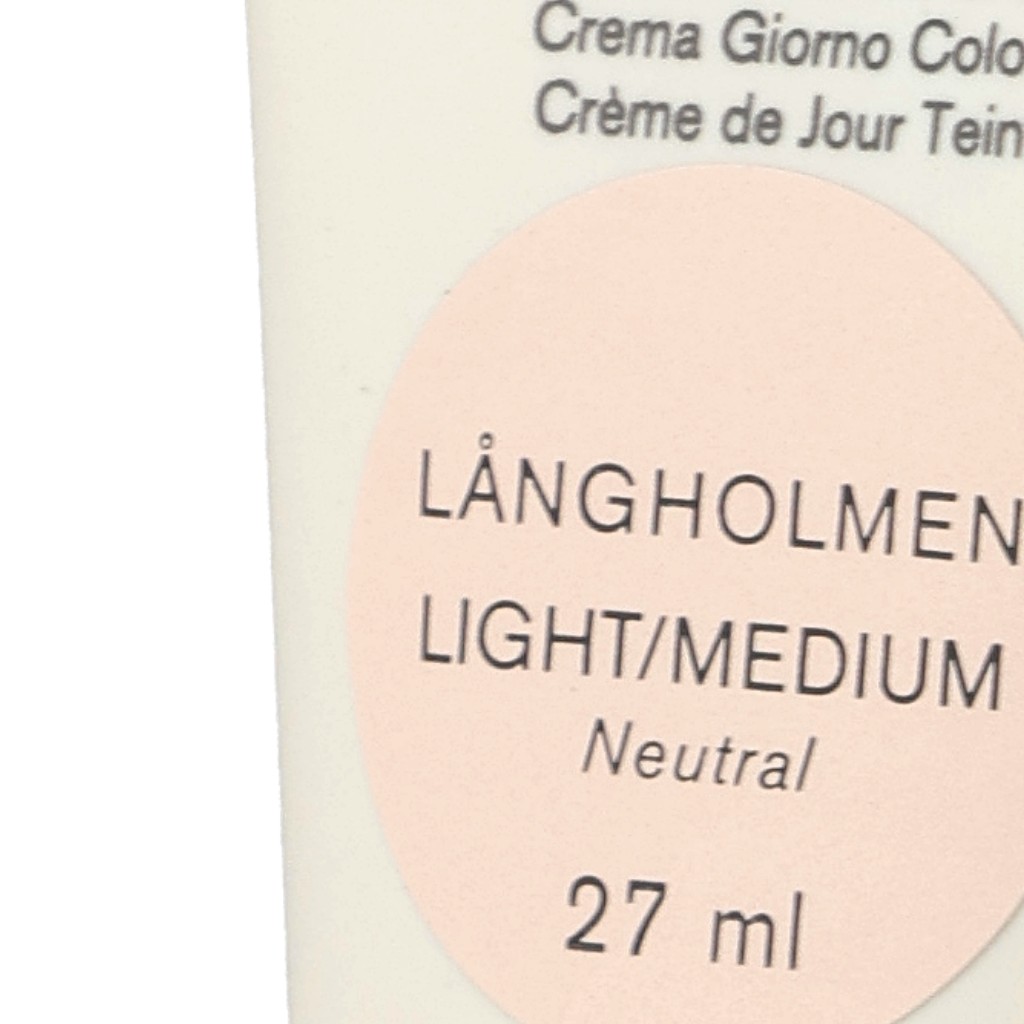 Crema Giorno Colo
Crème de Jour Tein
LÅNGHOLMEN
LIGHT/MEDIUM
Neutral
27 ml